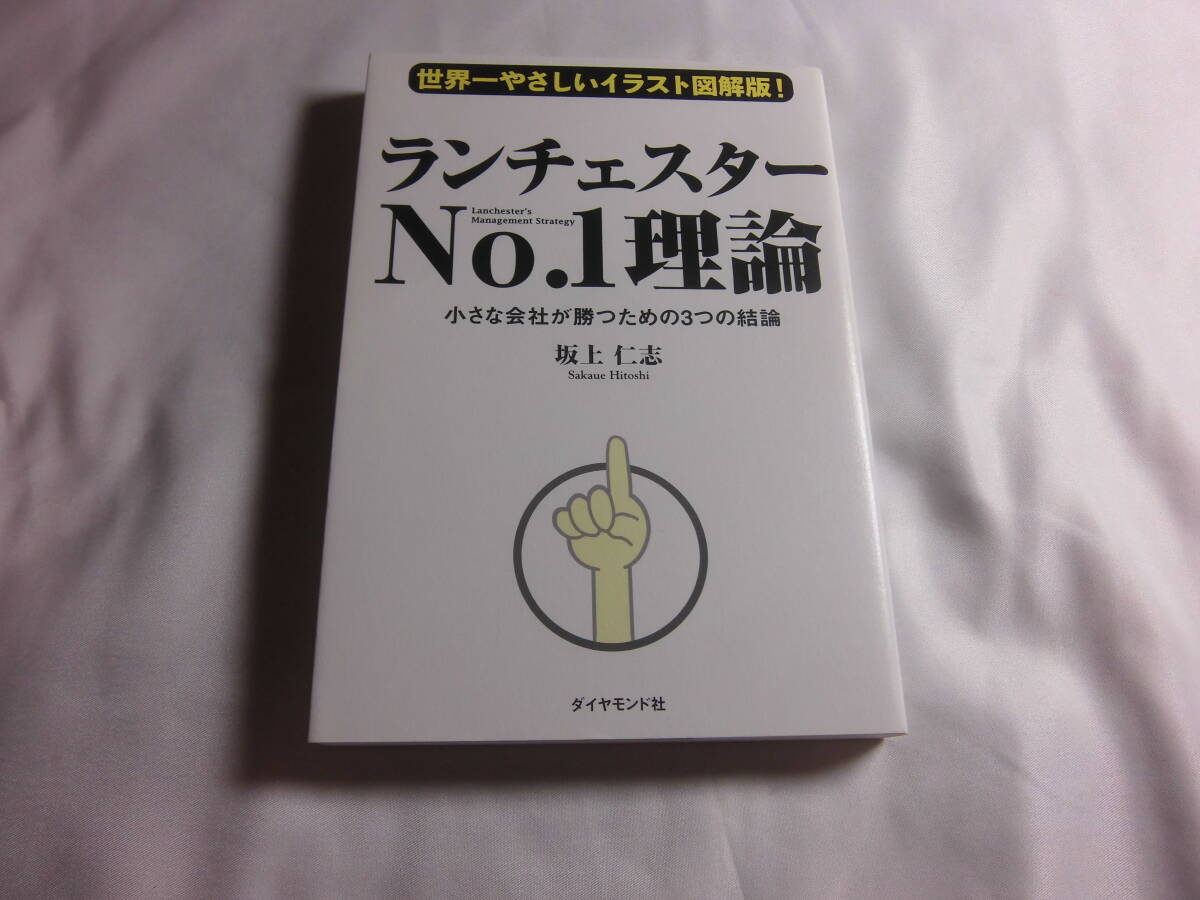 世界一やさしいイラスト図解版!
ランチェスター
Lanchester's
Management Strategy
No.1理論
小さな会社が勝つための3つの結論
坂上 仁志
Sakaue Hitoshi
ダイヤモンド社